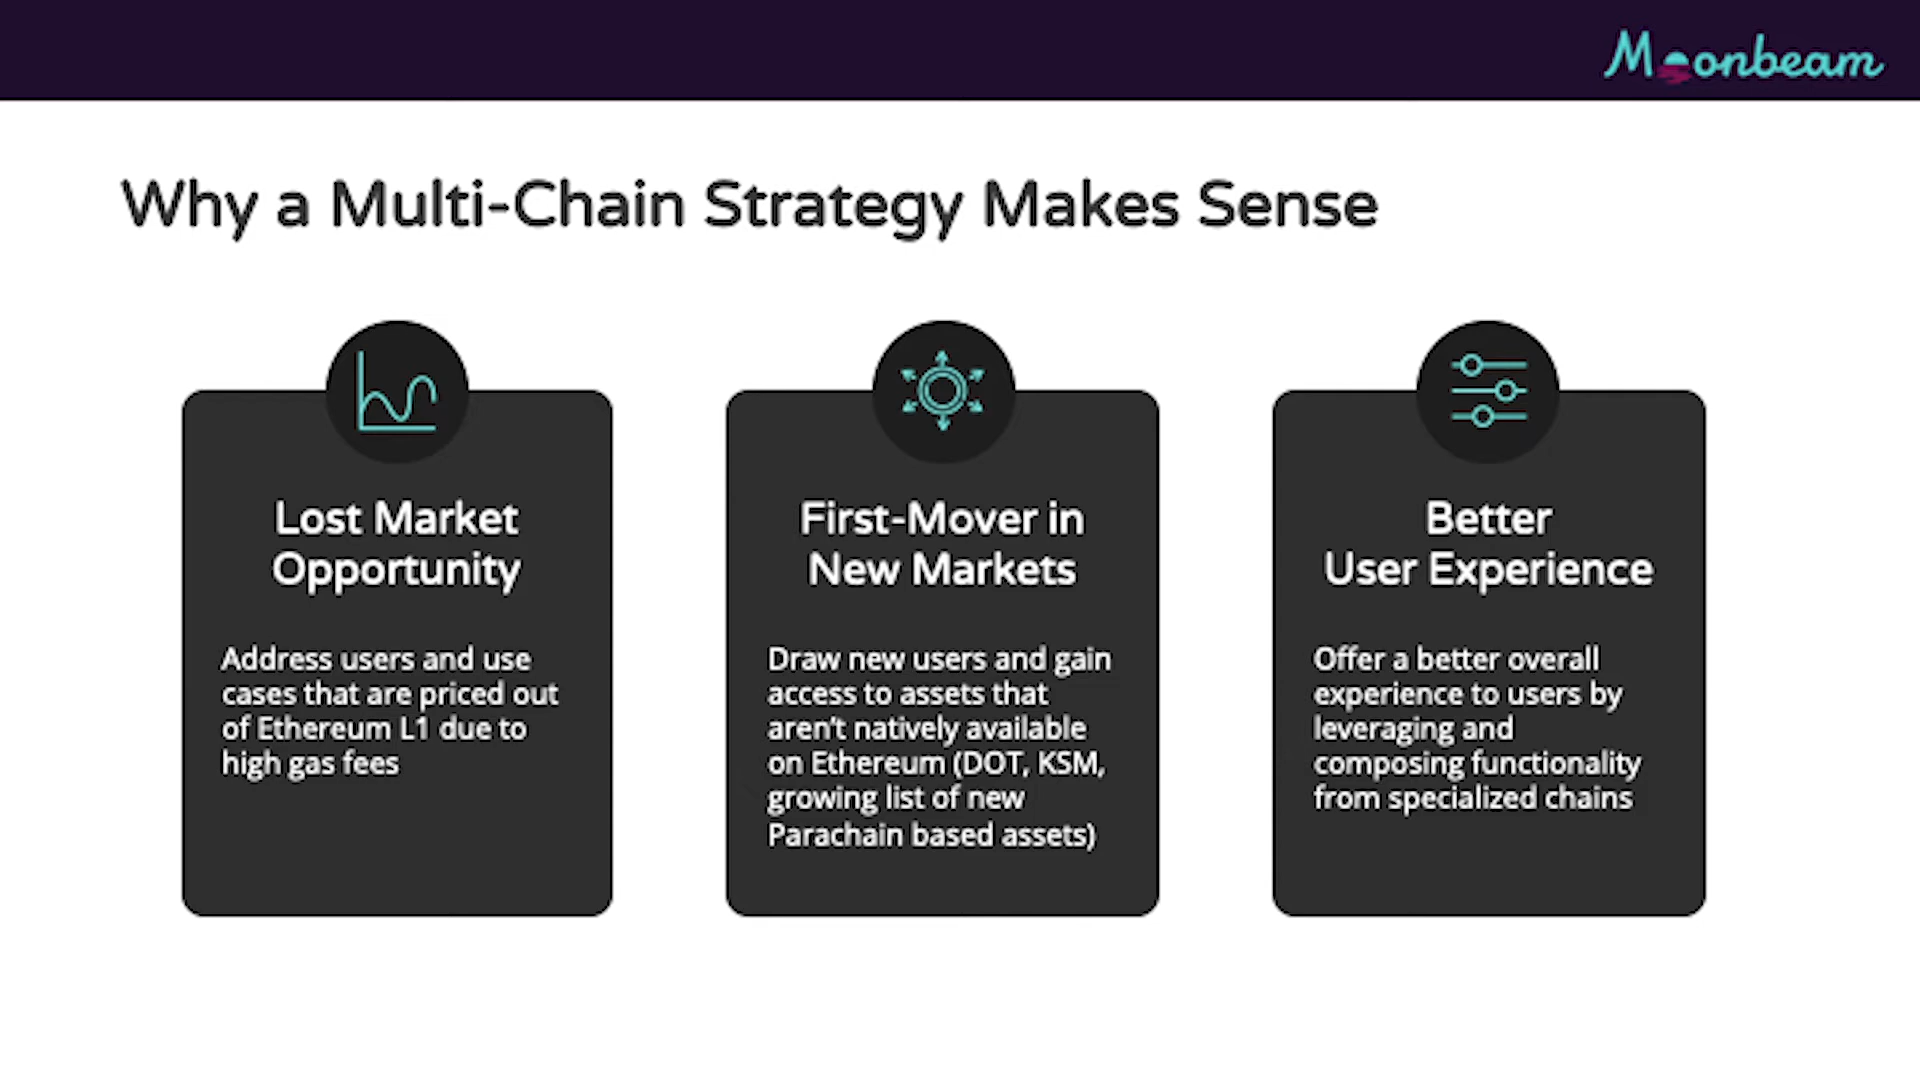 Moonbeam
Why a Multi-Chain Strategy Makes Sense
Lost Market
Opportunity
Address users and use
cases that are priced out
of Ethereum L1 due to
high gas fees
First-Mover in
New Markets
Draw new users and gain
access to assets that
aren't natively available
on Ethereum (DOT, KSM,
growing list of new
Parachain based assets)
Better
User Experience
Offer a better overall
experience to users by
leveraging and
composing functionality
from specialized chains